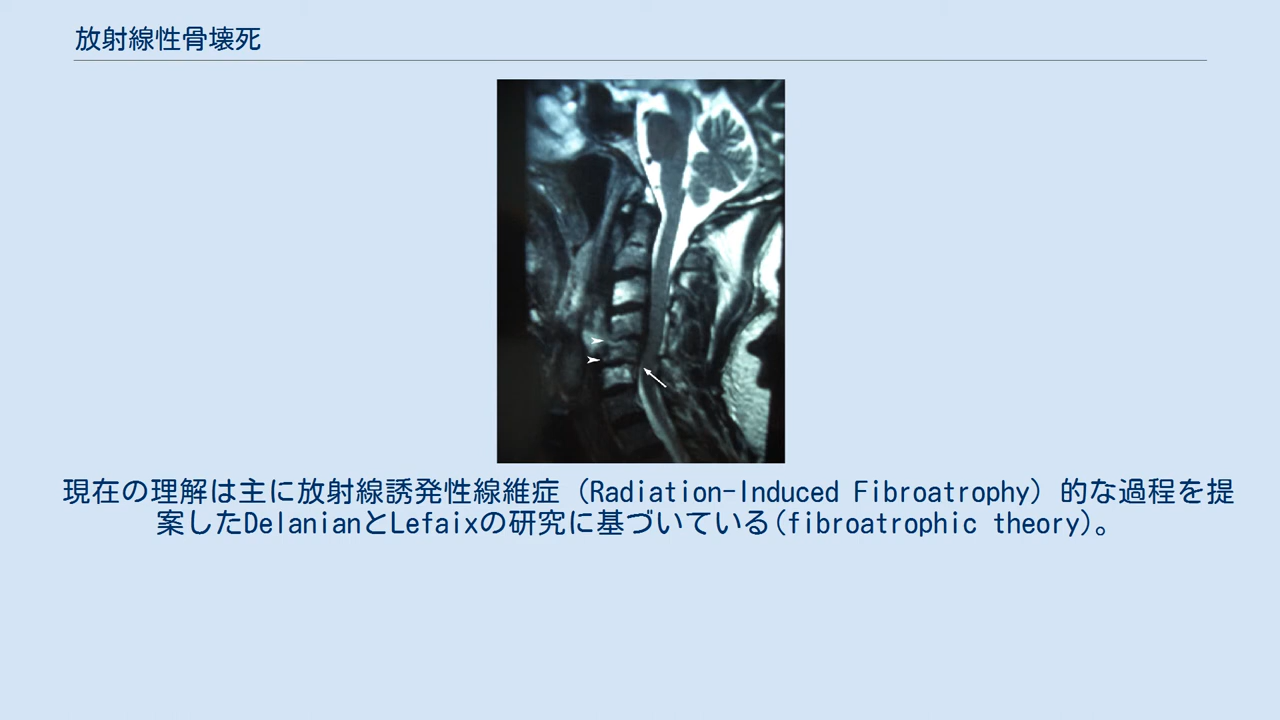 放射線性骨壊死
現在の理解は主に放射線誘発性線維症（Radiation-Induced Fibroatrophy）的な過程を提
案したDelanianとLefaixの研究に基づいている(fibroatrophic theory)。